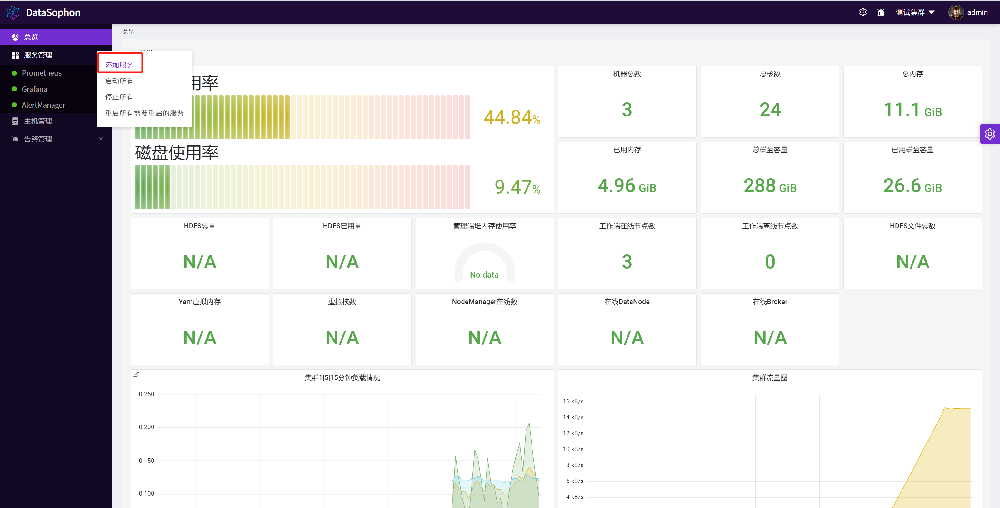 DataSophon
测试集群
admin
总览
服务管理
Prometheus
Grafana
AlertManager
主机管理
告警管理
总览
添加服务
启动所有
停止所有
重启所有需要重启的服务
用率
44.84%
磁盘使用率
9.47%
机器总数
3
总核数
24
总内存
11.1 GiB
已用内存
4.96 GiB
总磁盘容量
288 GiB
已用磁盘容量
26.6 GiB
HDFS总量
N/A
HDFS已用量
N/A
管理端堆内存使用率
No data
工作端在线节点数
3
工作端离线节点数
0
HDFS文件总数
N/A
Yarn虚拟内存
N/A
虚拟核数
N/A
NodeManager在线数
N/A
在线DataNode
N/A
在线Broker
N/A
集群1|5|15分钟负载情况
0.250
0.200
0.150
0.100
集群流量图
16 kB/s
14 kB/s
12 kB/s
10 kB/s
8 kB/s
6 kB/s
4 kB/s